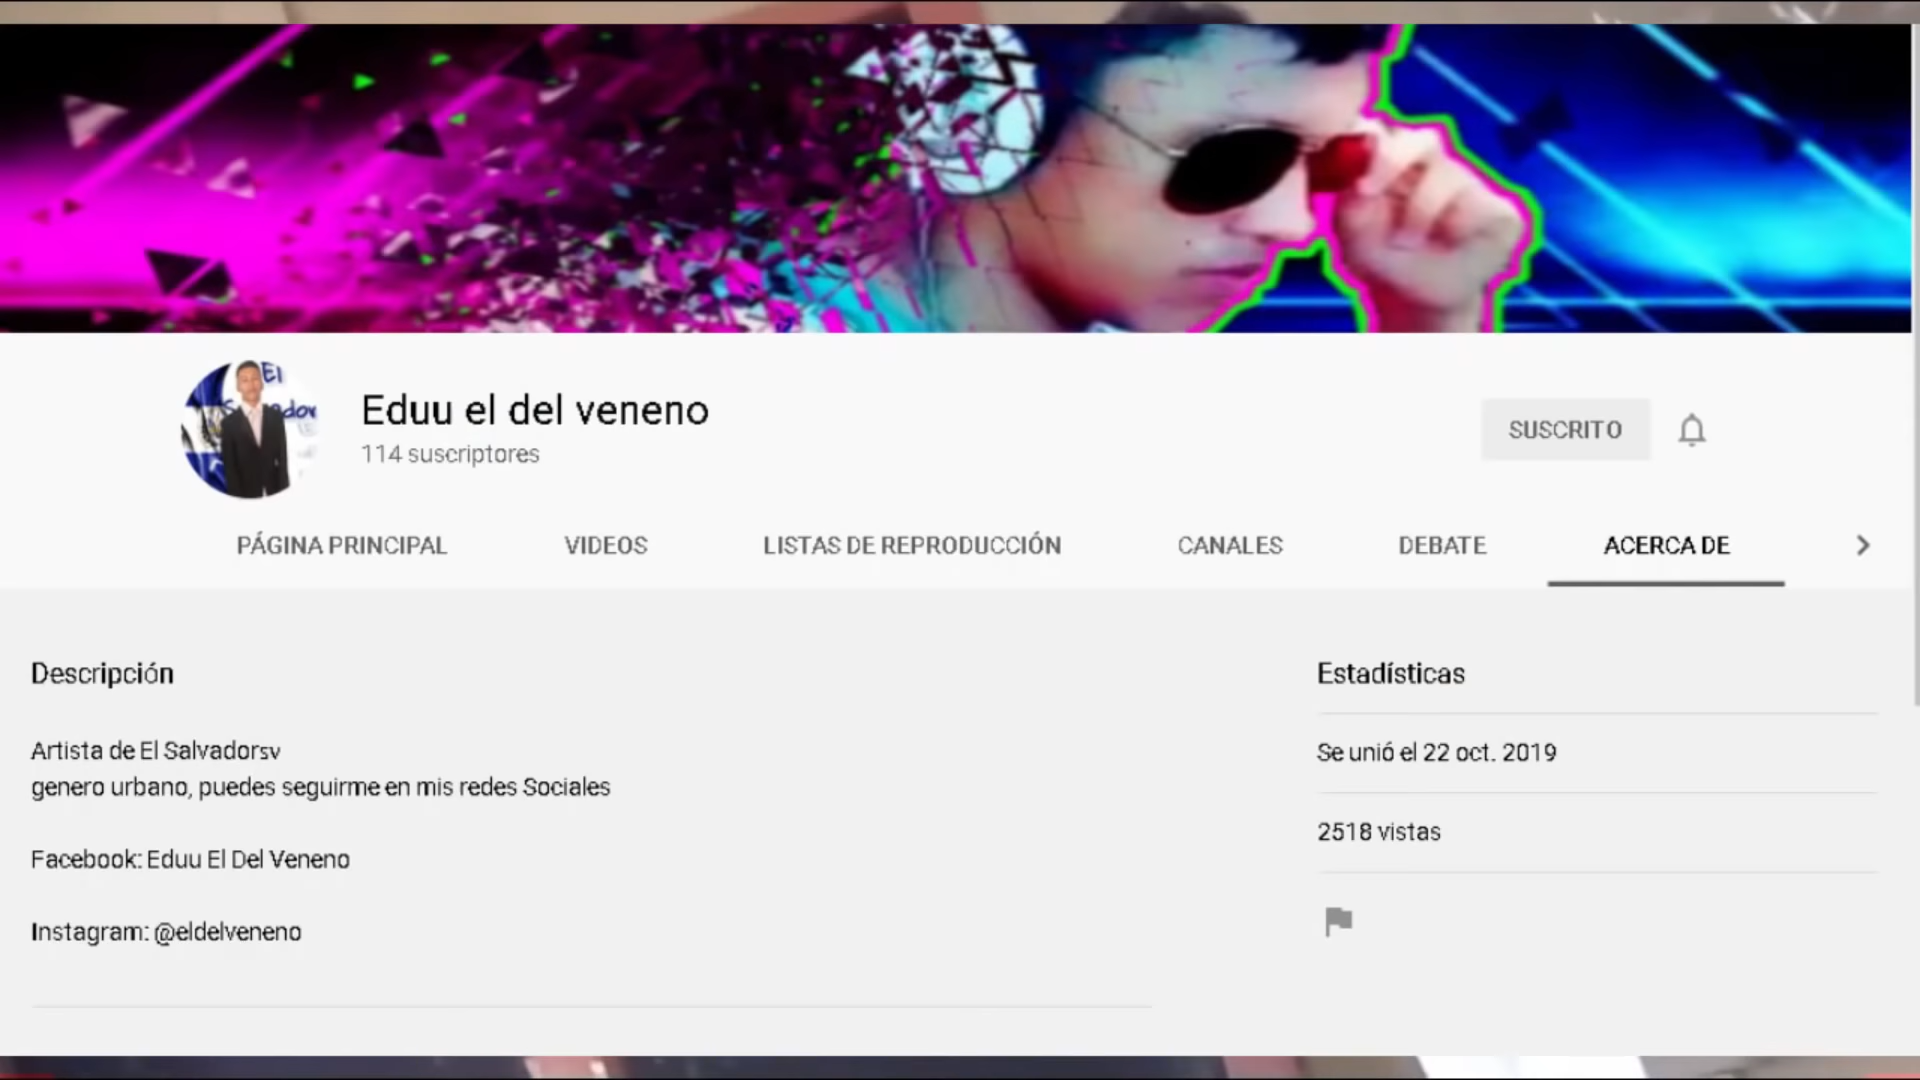 El
Salvador
Eduu el del veneno
114 suscriptores
SUSCRITO
PÁGINA PRINCIPAL
VIDEOS
LISTAS DE REPRODUCCIÓN
CANALES
DEBATE
ACERCA DE
Descripción
Artista de El Salvadorsv
genero urbano, puedes seguirme en mis redes Sociales
Facebook: Eduu El Del Veneno
Instagram: @eldelveneno
Estadísticas
Se unió el 22 oct. 2019
2518 vistas